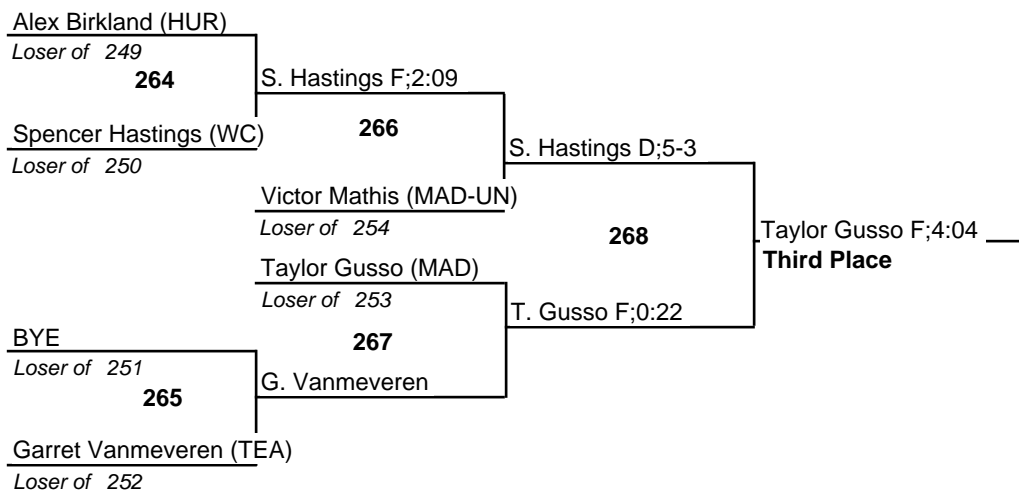 Alex Birkland (HUR)
Loser of 249
264
S. Hastings F;2:09
Spencer Hastings (WC)
Loser of 250
266
S. Hastings D;5-3
Victor Mathis (MAD-UN)
Loser of 254
268
Taylor Gusso F;4:04
Third Place
Taylor Gusso (MAD)
Loser of 253
T. Gusso F;0:22
267
BYE
Loser of 251
265
G. Vanmeveren
Garret Vanmeveren (TEA)
Loser of 252